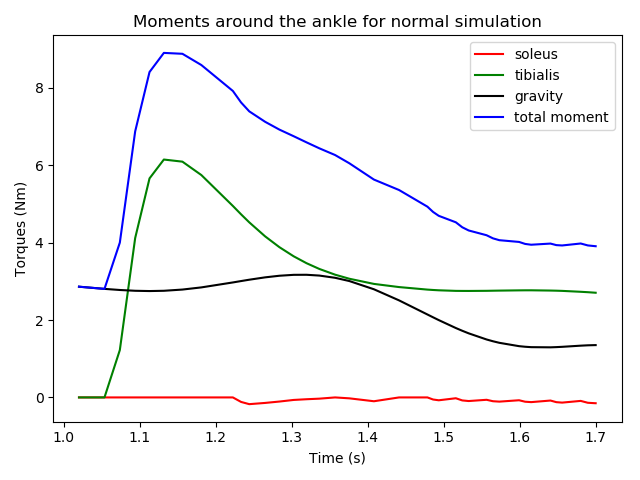 Moments around the ankle for normal simulation
soleus
tibialis
gravity
total moment
Torques (Nm)
8
6
4
2
0
1.0 1.1 1.2 1.3 1.4 1.5 1.6 1.7
Time (s)